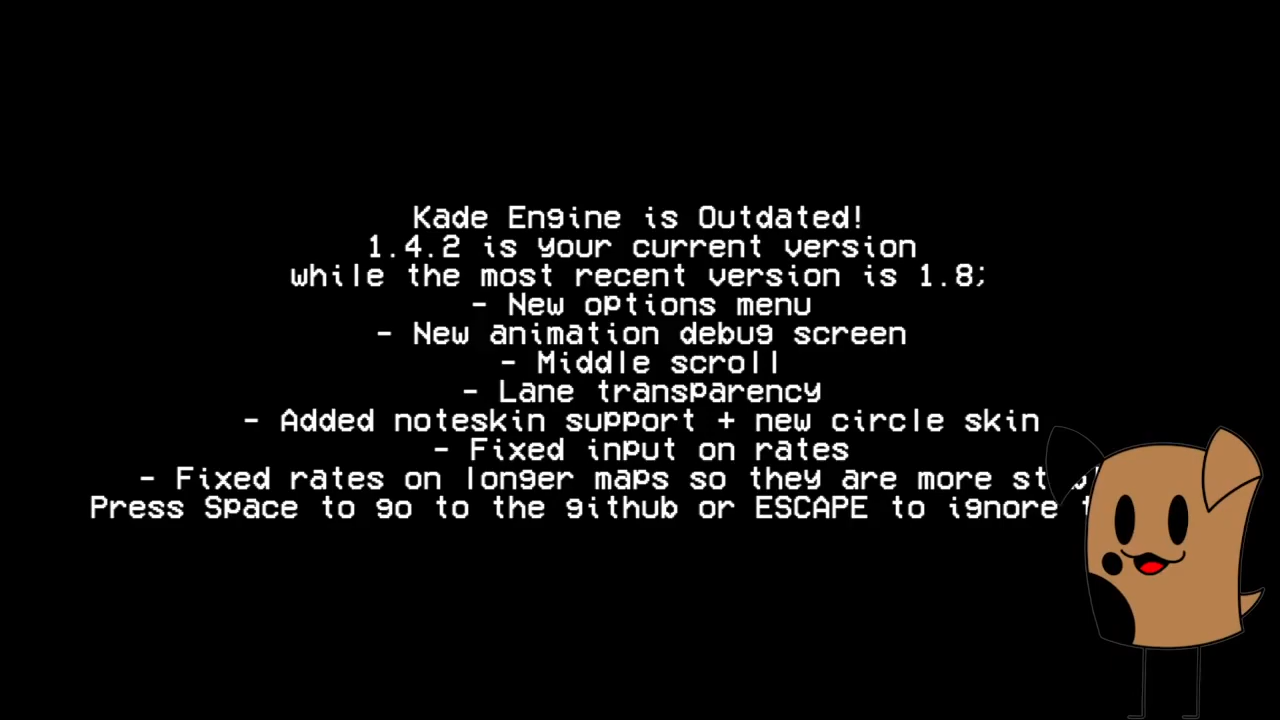 Kade Engine is Outdated!
1.4.2 is your current version
while the most recent version is 1.8;
- New options menu
- New animation debug screen
- Middle scroll
- Lane transparency
- Added noteskin support + new circle skin
- Fixed input on rates
- Fixed rates on longer maps so they are more
Press Space to go to the github or ESCAPE to ignore